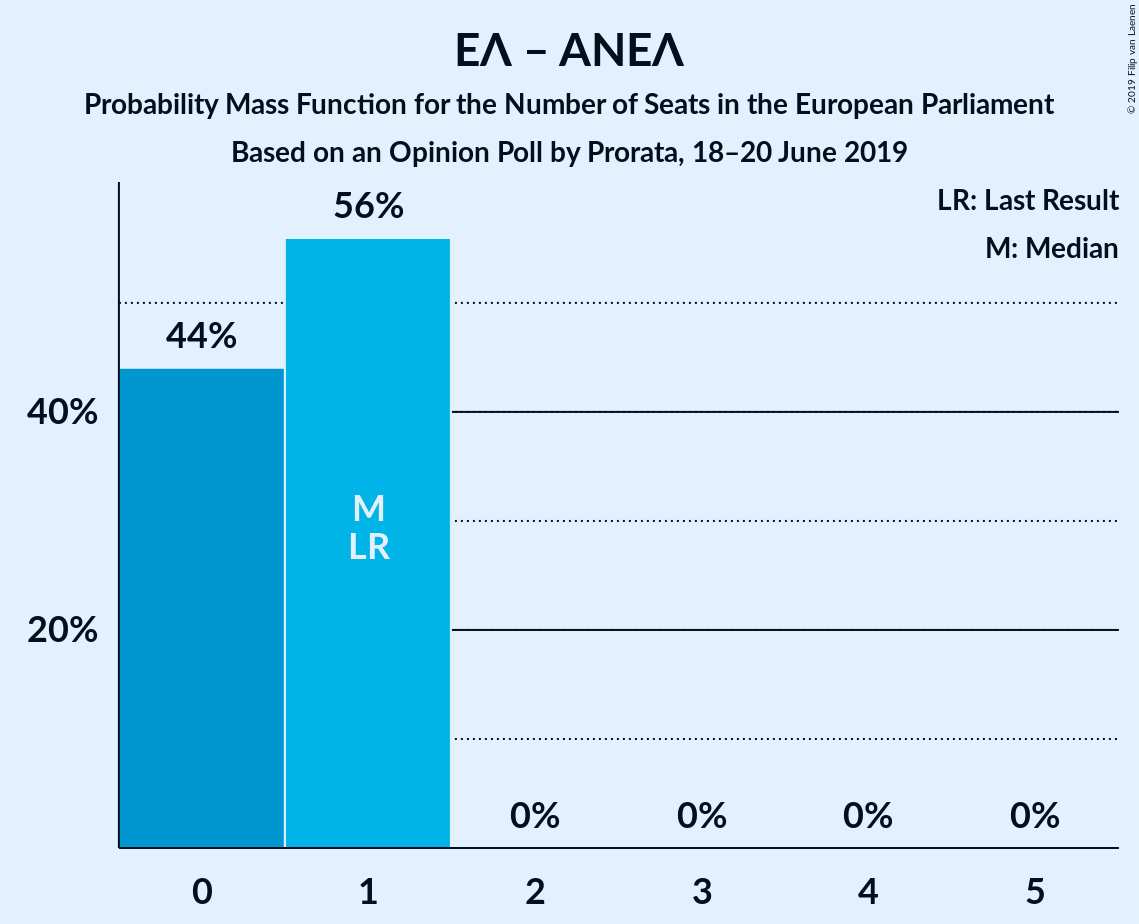 ΕΛ – ΑΝΕΛ
Probability Mass Function for the Number of Seats in the European Parliament
Based on an Opinion Poll by Prorata, 18–20 June 2019
© 2019 Filip van Laenen
LR: Last Result
M: Median
56%
44%
40%
20%
M
LR
0%
0%
0%
0%
0
1
2
3
4
5